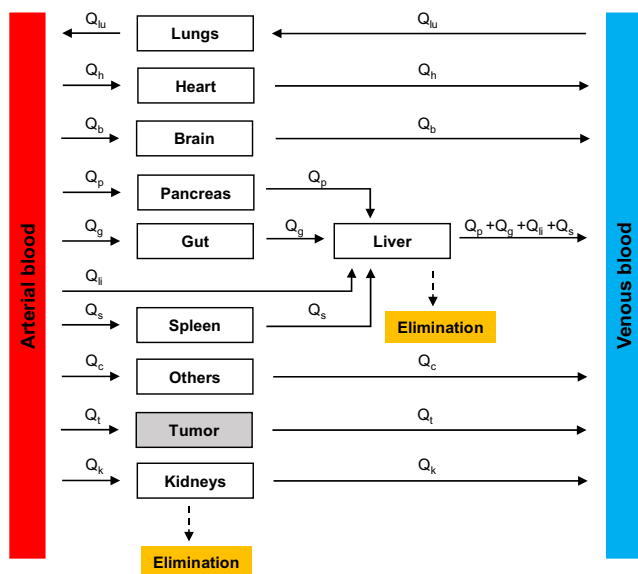 Q_lu Lungs Q_lu
Q_h Heart Q_h
Q_b Brain Q_b
Q_p Pancreas Q_p
Q_g Gut Q_g Liver Q_p +Q_g +Q_li +Q_s
Q_li
Q_s Spleen Q_s Elimination
Q_c Others Q_c
Q_t Tumor Q_t
Q_k Kidneys Q_k
Elimination
Arterial blood
Venous blood